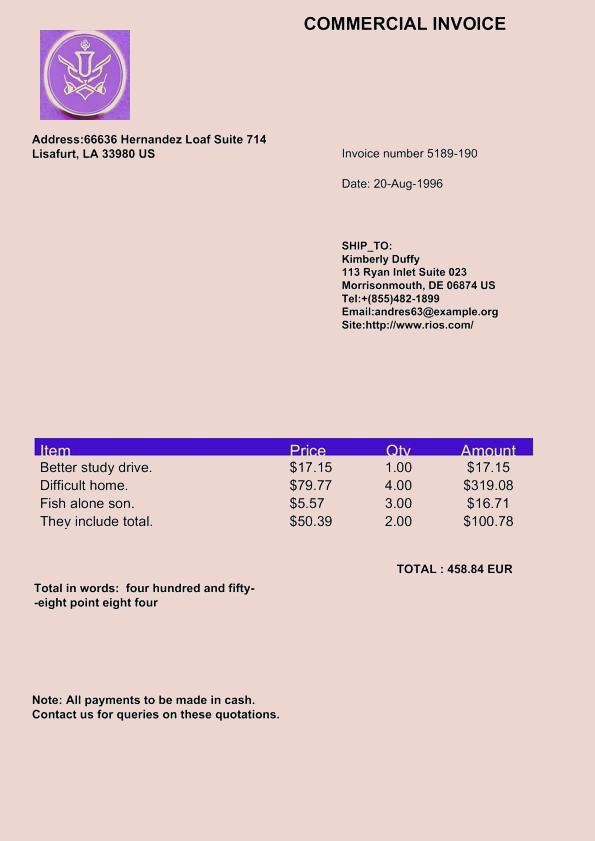 COMMERCIAL INVOICE
Address:66636 Hernandez Loaf Suite 714
Lisafurt, LA 33980 US
Invoice number 5189-190
Date: 20-Aug-1996
SHIP_TO:
Kimberly Duffy
113 Ryan Inlet Suite 023
Morrisonmouth, DE 06874 US
Tel:+(855)482-1899
Email:andres63@example.org
Site:http://www.rios.com/
Item Price Qty Amount
Better study drive. $17.15 1.00 $17.15
Difficult home. $79.77 4.00 $319.08
Fish alone son. $5.57 3.00 $16.71
They include total. $50.39 2.00 $100.78
TOTAL : 458.84 EUR
Total in words:  four hundred and fifty-
-eight point eight four
Note: All payments to be made in cash.
Contact us for queries on these quotations.